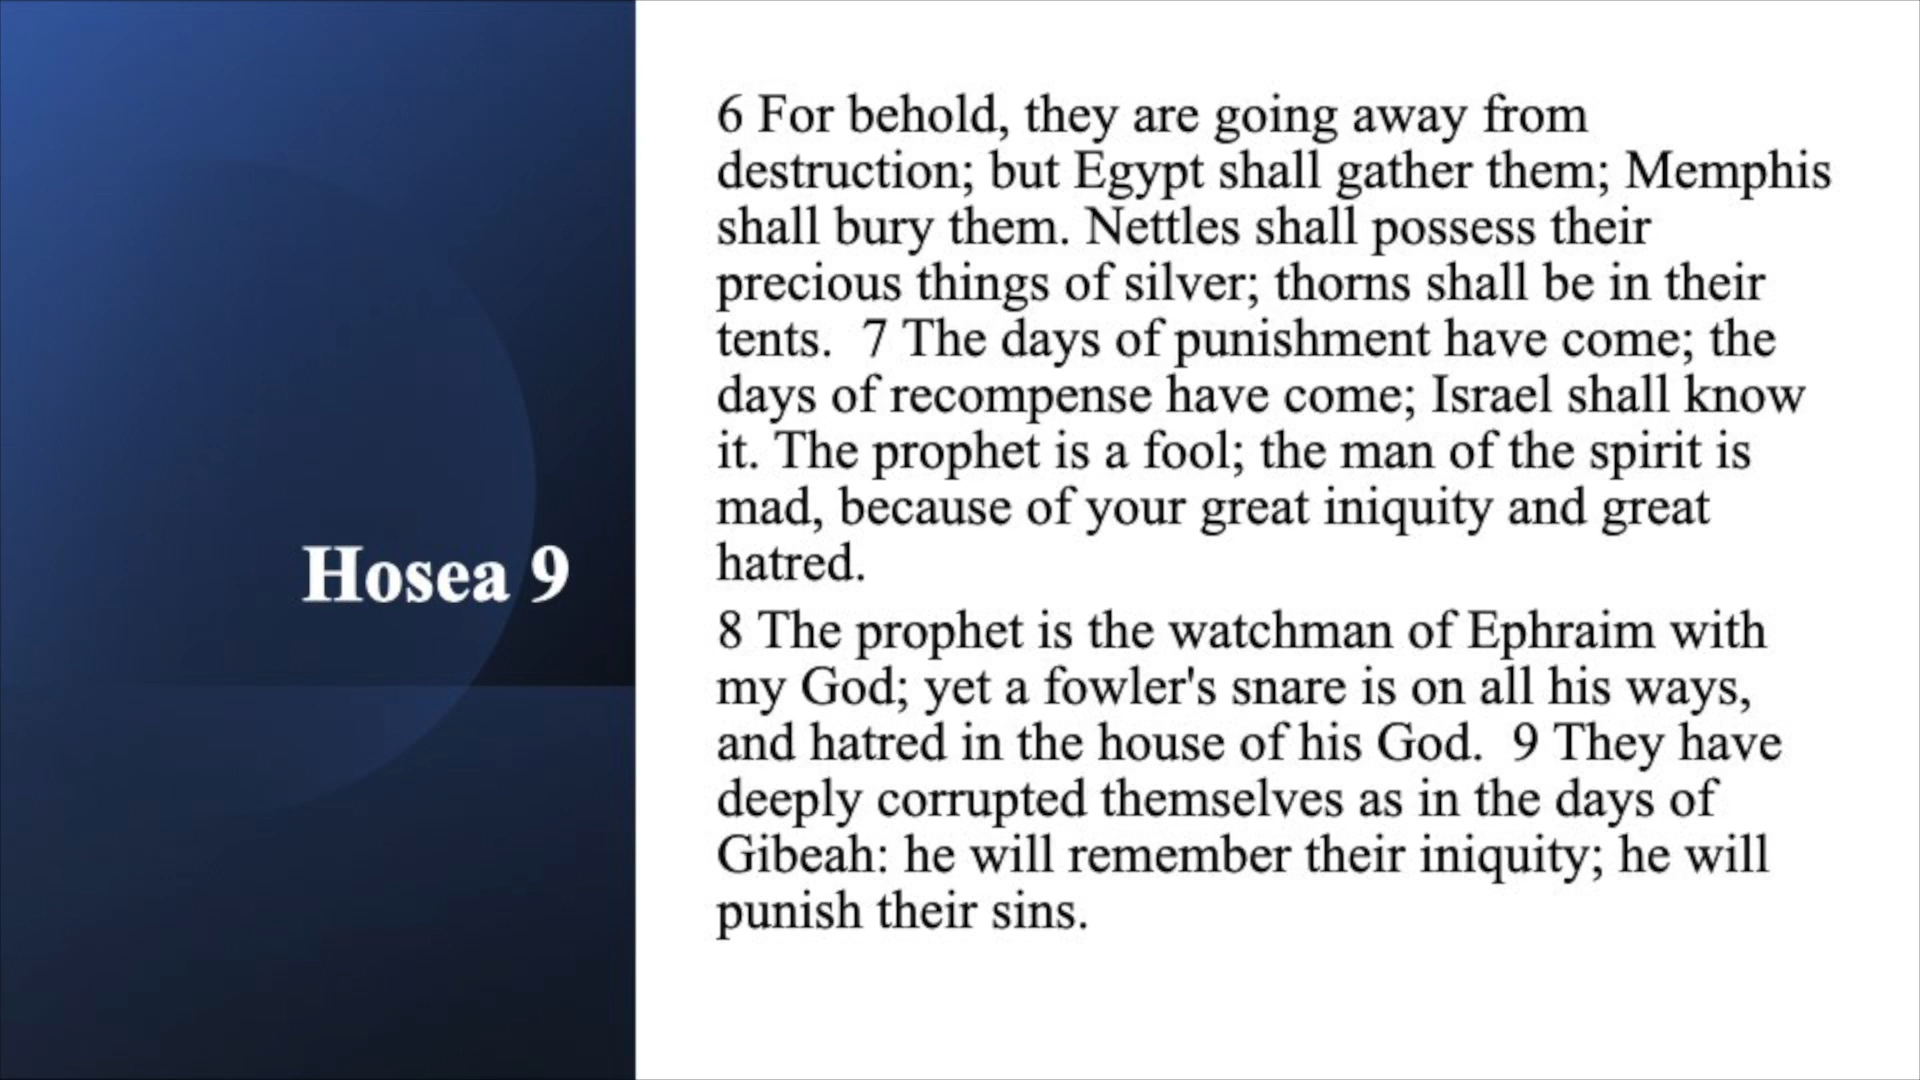 Hosea 9
6 For behold, they are going away from
destruction; but Egypt shall gather them; Memphis
shall bury them. Nettles shall possess their
precious things of silver; thorns shall be in their
tents.  7 The days of punishment have come; the
days of recompense have come; Israel shall know
it. The prophet is a fool; the man of the spirit is
mad, because of your great iniquity and great
hatred.
8 The prophet is the watchman of Ephraim with
my God; yet a fowler's snare is on all his ways,
and hatred in the house of his God.  9 They have
deeply corrupted themselves as in the days of
Gibeah: he will remember their iniquity; he will
punish their sins.